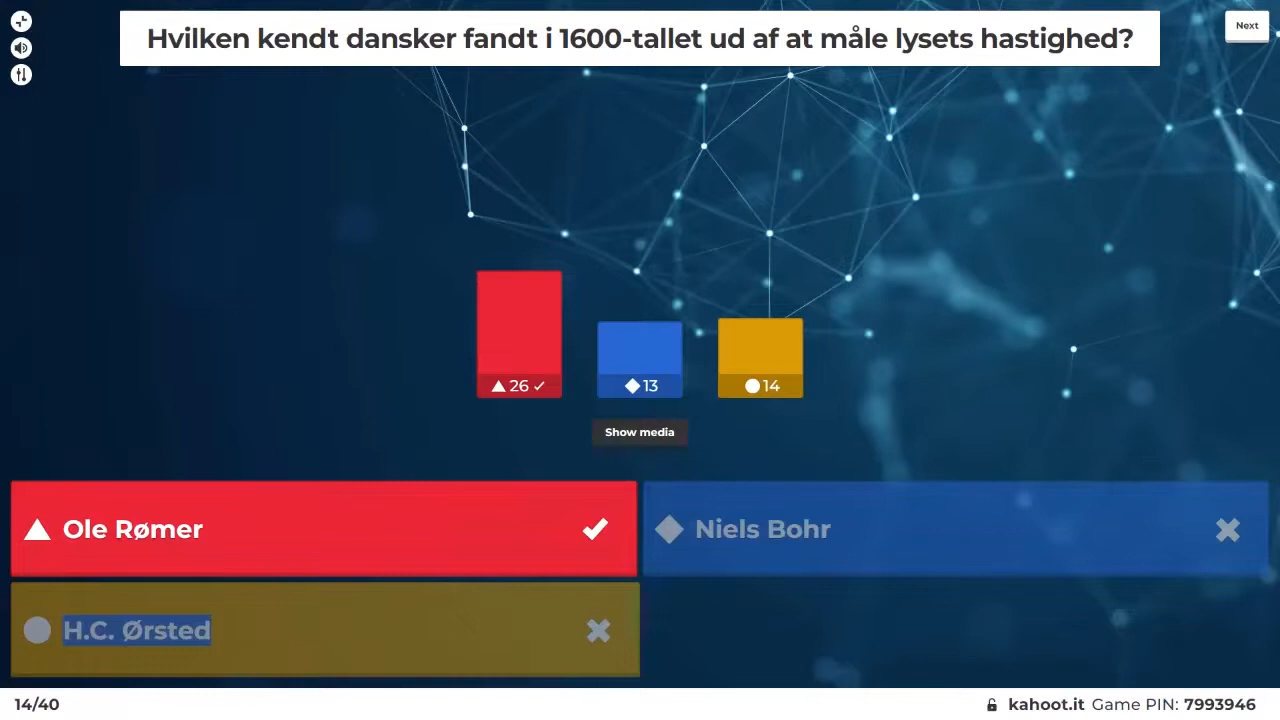 Hvilken kendt dansker fandt i 1600-tallet ud af at måle lysets hastighed?
Next
26
13
14
Show media
Ole Rømer
Niels Bohr
H.C. Ørsted
14/40
kahoot.it Game PIN: 7993946